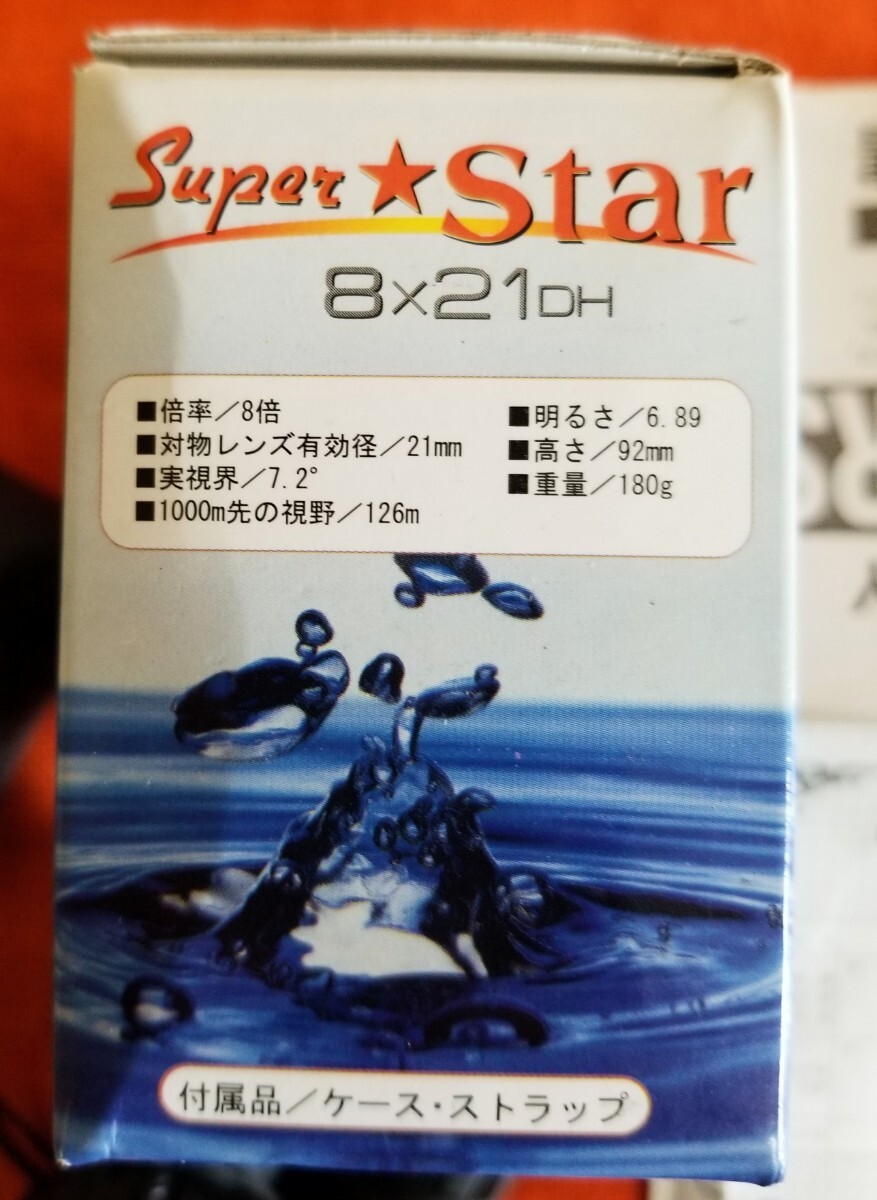 Super★Star
8×21DH
■倍率／8倍
■対物レンズ有効径／21mm
■実視界／7.2°
■1000m先の視野／126m
■明るさ／6.89
■高さ／92mm
■重量／180g
付属品／ケース・ストラップ